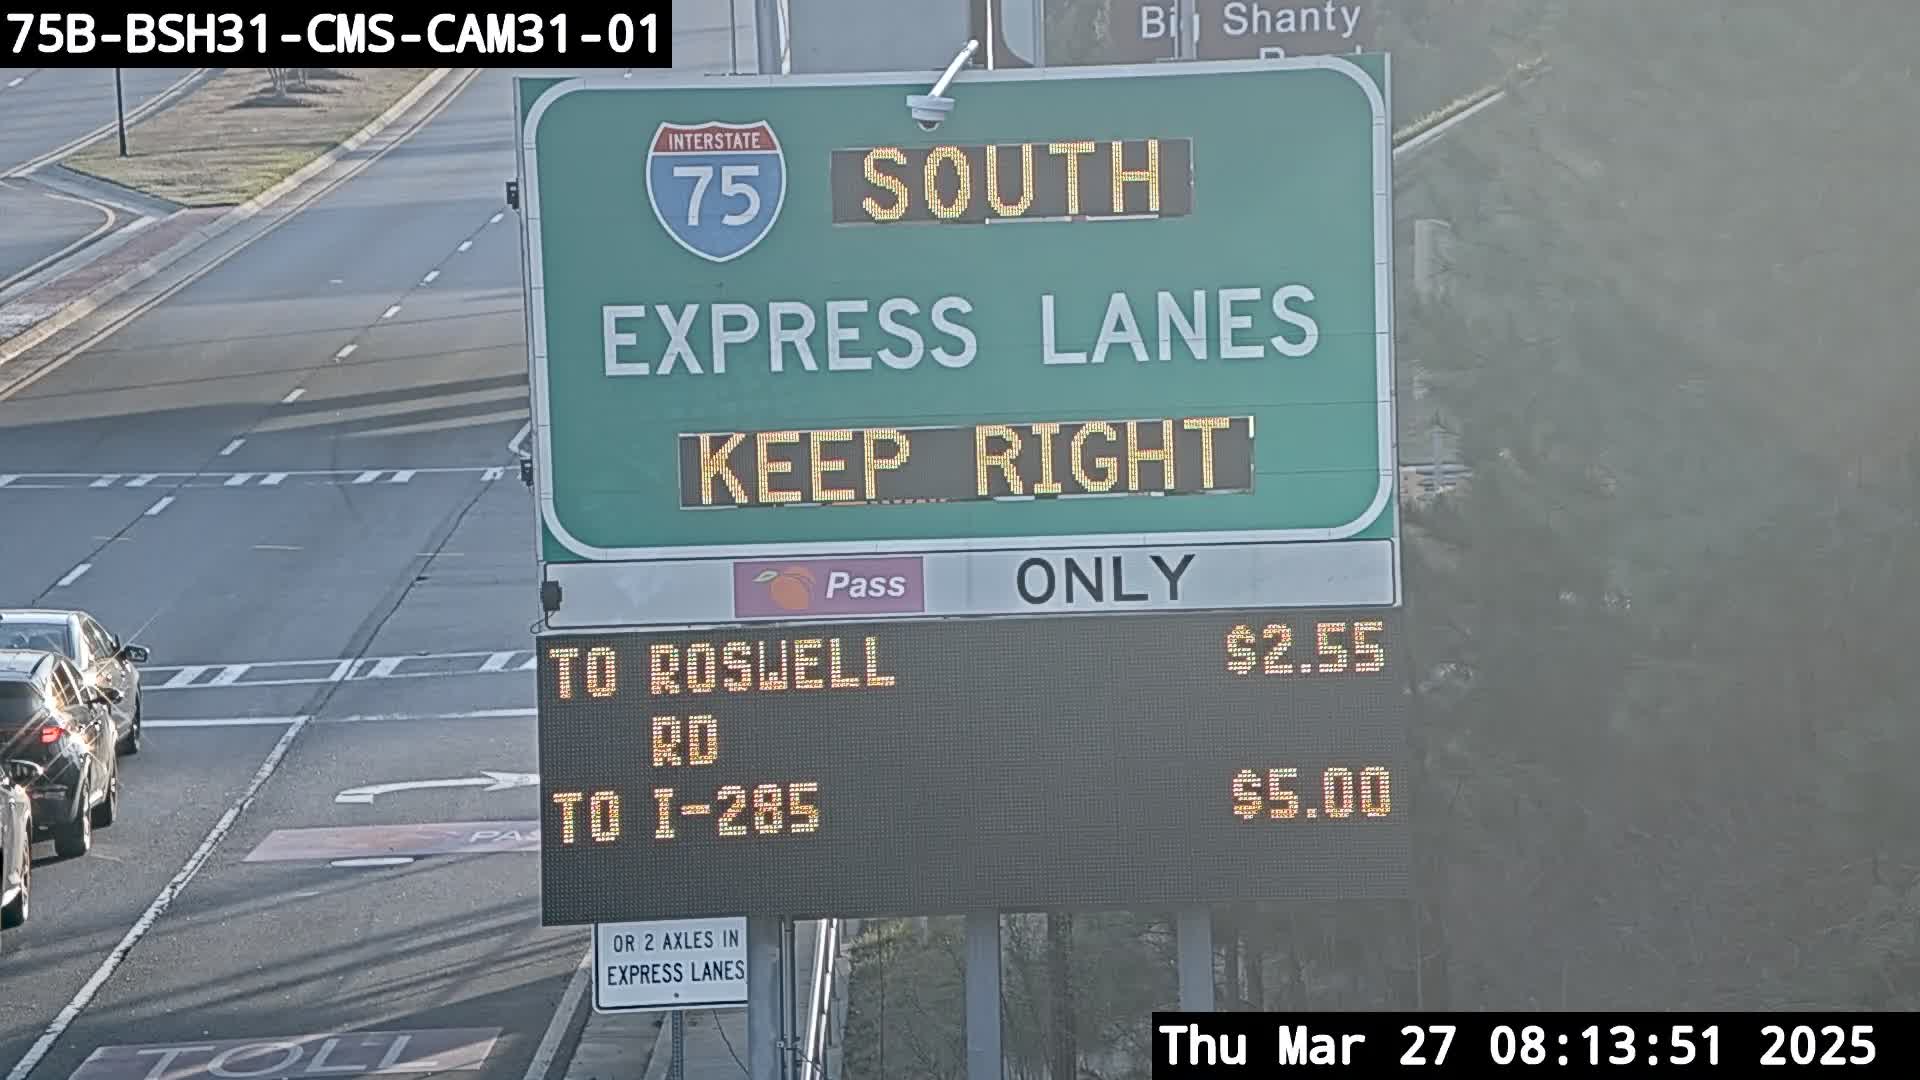 75B-BSH31-CMS-CAM31-01
Big Shanty
INTERSTATE
75
SOUTH
EXPRESS LANES
KEEP RIGHT
Pass
ONLY
TO ROSWELL $2.55
RD
TO I-285 $5.00
OR 2 AXLES IN
EXPRESS LANES
TOLL
Thu Mar 27 08:13:51 2025